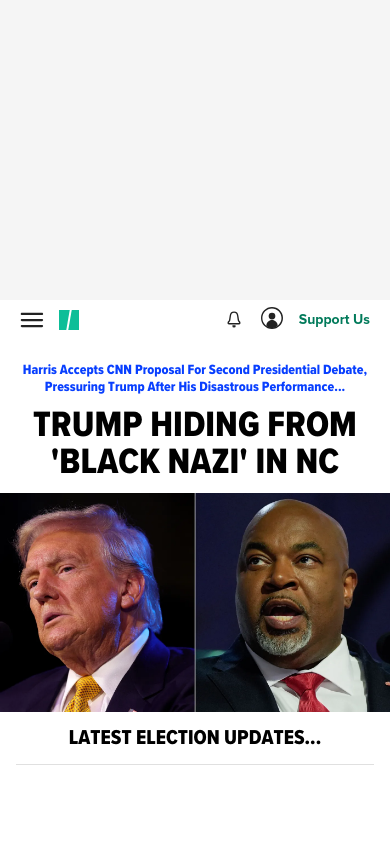 Support Us
Harris Accepts CNN Proposal For Second Presidential Debate,
Pressuring Trump After His Disastrous Performance...
TRUMP HIDING FROM
'BLACK NAZI' IN NC
LATEST ELECTION UPDATES...